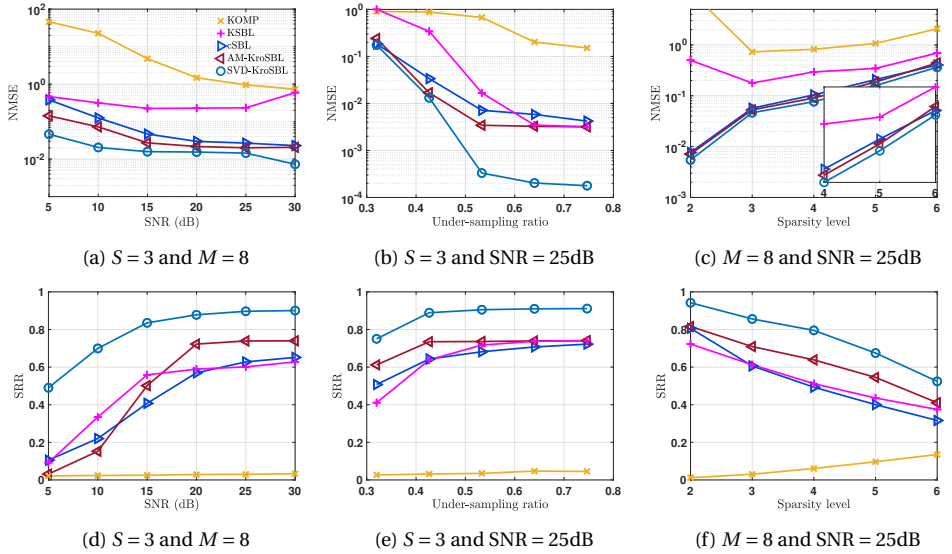 10^2
10^0
10^-2
NMSE
KOMP
KSBL
cSBL
AM-KroSBL
SVD-KroSBL
5 10 15 20 25 30
SNR (dB)
(a) S = 3 and M = 8
10^0
10^-1
10^-2
10^-3
10^-4
NMSE
0.3 0.4 0.5 0.6 0.7 0.8
Under-sampling ratio
(b) S = 3 and SNR = 25dB
10^0
10^-1
10^-2
10^-3
NMSE
4 5 6
2 3 4 5 6
Sparsity level
(c) M = 8 and SNR = 25dB
1
0.8
0.6
0.4
0.2
0
SRR
5 10 15 20 25 30
SNR (dB)
(d) S = 3 and M = 8
1
0.8
0.6
0.4
0.2
0
SRR
0.3 0.4 0.5 0.6 0.7 0.8
Under-sampling ratio
(e) S = 3 and SNR = 25dB
1
0.8
0.6
0.4
0.2
0
SRR
2 3 4 5 6
Sparsity level
(f) M = 8 and SNR = 25dB